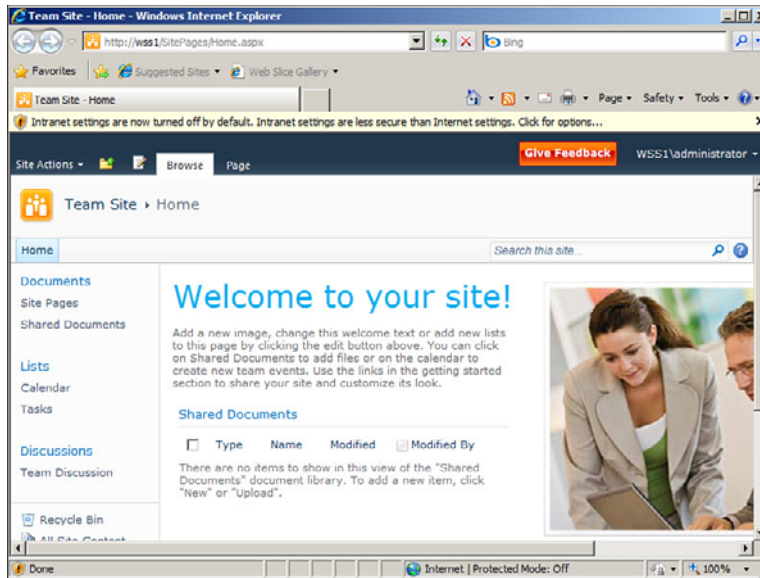 Team Site - Home - Windows Internet Explorer
http://wss1/SitePages/Home.aspx
Bing
Favorites
Suggested Sites
Web Slice Gallery
Team Site - Home
Page
Safety
Tools
Intranet settings are now turned off by default. Intranet settings are less secure than Internet settings. Click for options...
Site Actions
Browse
Page
Give Feedback
WSS1\administrator
Team Site
Home
Home
Search this site...
Documents
Site Pages
Shared Documents
Lists
Calendar
Tasks
Discussions
Team Discussion
Recycle Bin
All Site Content
Welcome to your site!
Add a new image, change this welcome text or add new lists
to this page by clicking the edit button above. You can click
on Shared Documents to add files or on the calendar to
create new team events. Use the links in the getting started
section to share your site and customize its look.
Shared Documents
Type Name Modified Modified By
There are no items to show in this view of the "Shared
Documents" document library. To add a new item, click
"New" or "Upload".
Done
Internet | Protected Mode: Off
100%